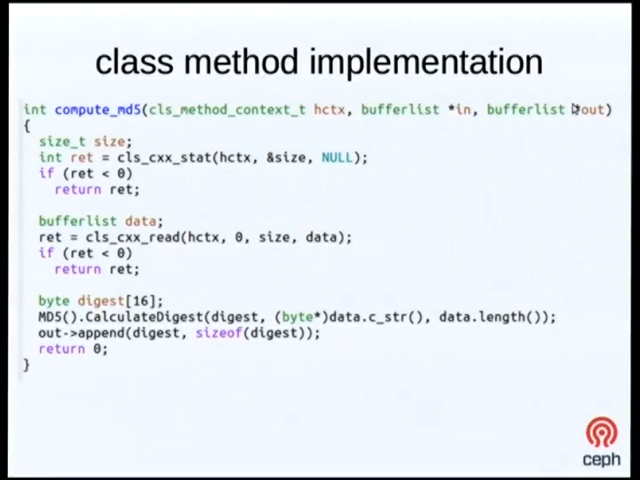 class method implementation
int compute_md5(cls_method_context_t hctx, bufferlist *in, bufferlist *out)
{
  size_t size;
  int ret = cls_cxx_stat(hctx, &size, NULL);
  if (ret < 0)
    return ret;
  bufferlist data;
  ret = cls_cxx_read(hctx, 0, size, data);
  if (ret < 0)
    return ret;
  byte digest[16];
  MD5().CalculateDigest(digest, (byte*)data.c_str(), data.length());
  out->append(digest, sizeof(digest));
  return 0;
}
ceph